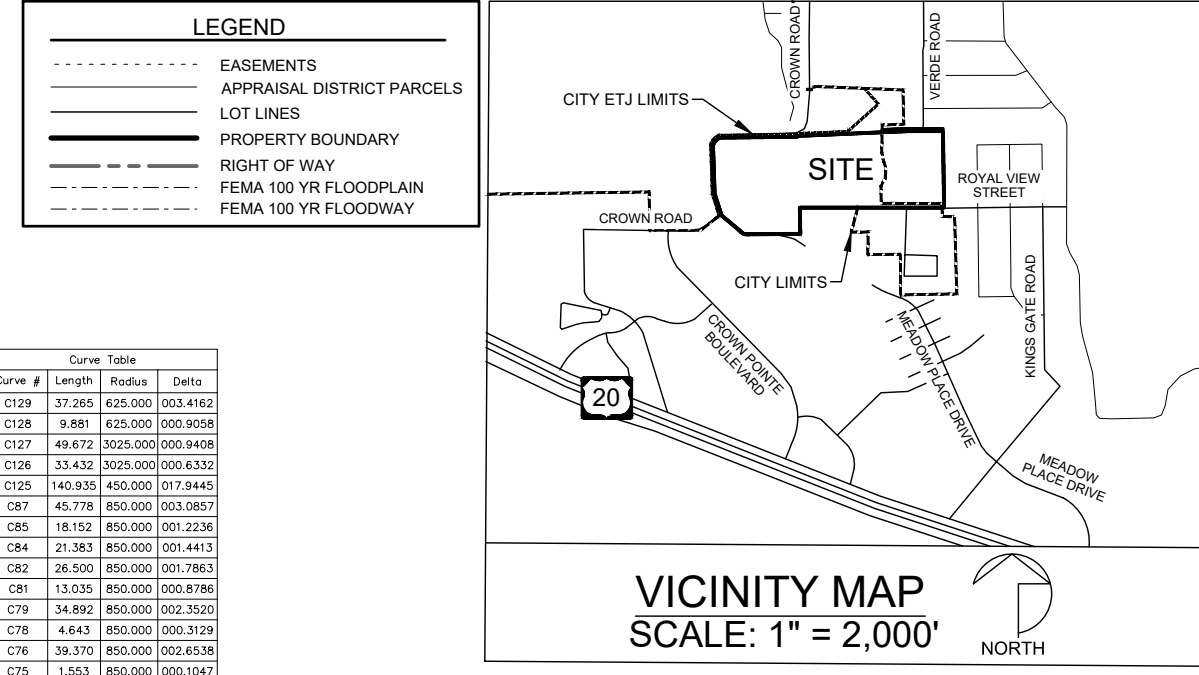 LEGEND
EASEMENTS
APPRAISAL DISTRICT PARCELS
LOT LINES
PROPERTY BOUNDARY
RIGHT OF WAY
FEMA 100 YR FLOODPLAIN
FEMA 100 YR FLOODWAY
CROWN ROAD
VERDE ROAD
CITY ETJ LIMITS
SITE
ROYAL VIEW
STREET
CROWN ROAD
CITY LIMITS
KINGS GATE ROAD
CROWN POINTE
BOULEVARD
MEADOW PLACE DRIVE
20
MEADOW
PLACE DRIVE
VICINITY MAP
SCALE: 1" = 2,000'
NORTH
Curve Table
Curve # Length Radius Delta
C129 37.265 625.000 003.4162
C128 9.881 625.000 000.9058
C127 49.672 3025.000 000.9408
C126 33.432 3025.000 000.6332
C125 140.935 450.000 017.9445
C87 45.778 850.000 003.0857
C85 18.152 850.000 001.2236
C84 21.383 850.000 001.4413
C82 26.500 850.000 001.7863
C81 13.035 850.000 000.8786
C79 34.892 850.000 002.3520
C78 4.643 850.000 000.3129
C76 39.370 850.000 002.6538
C75 1.553 850.000 000.1047